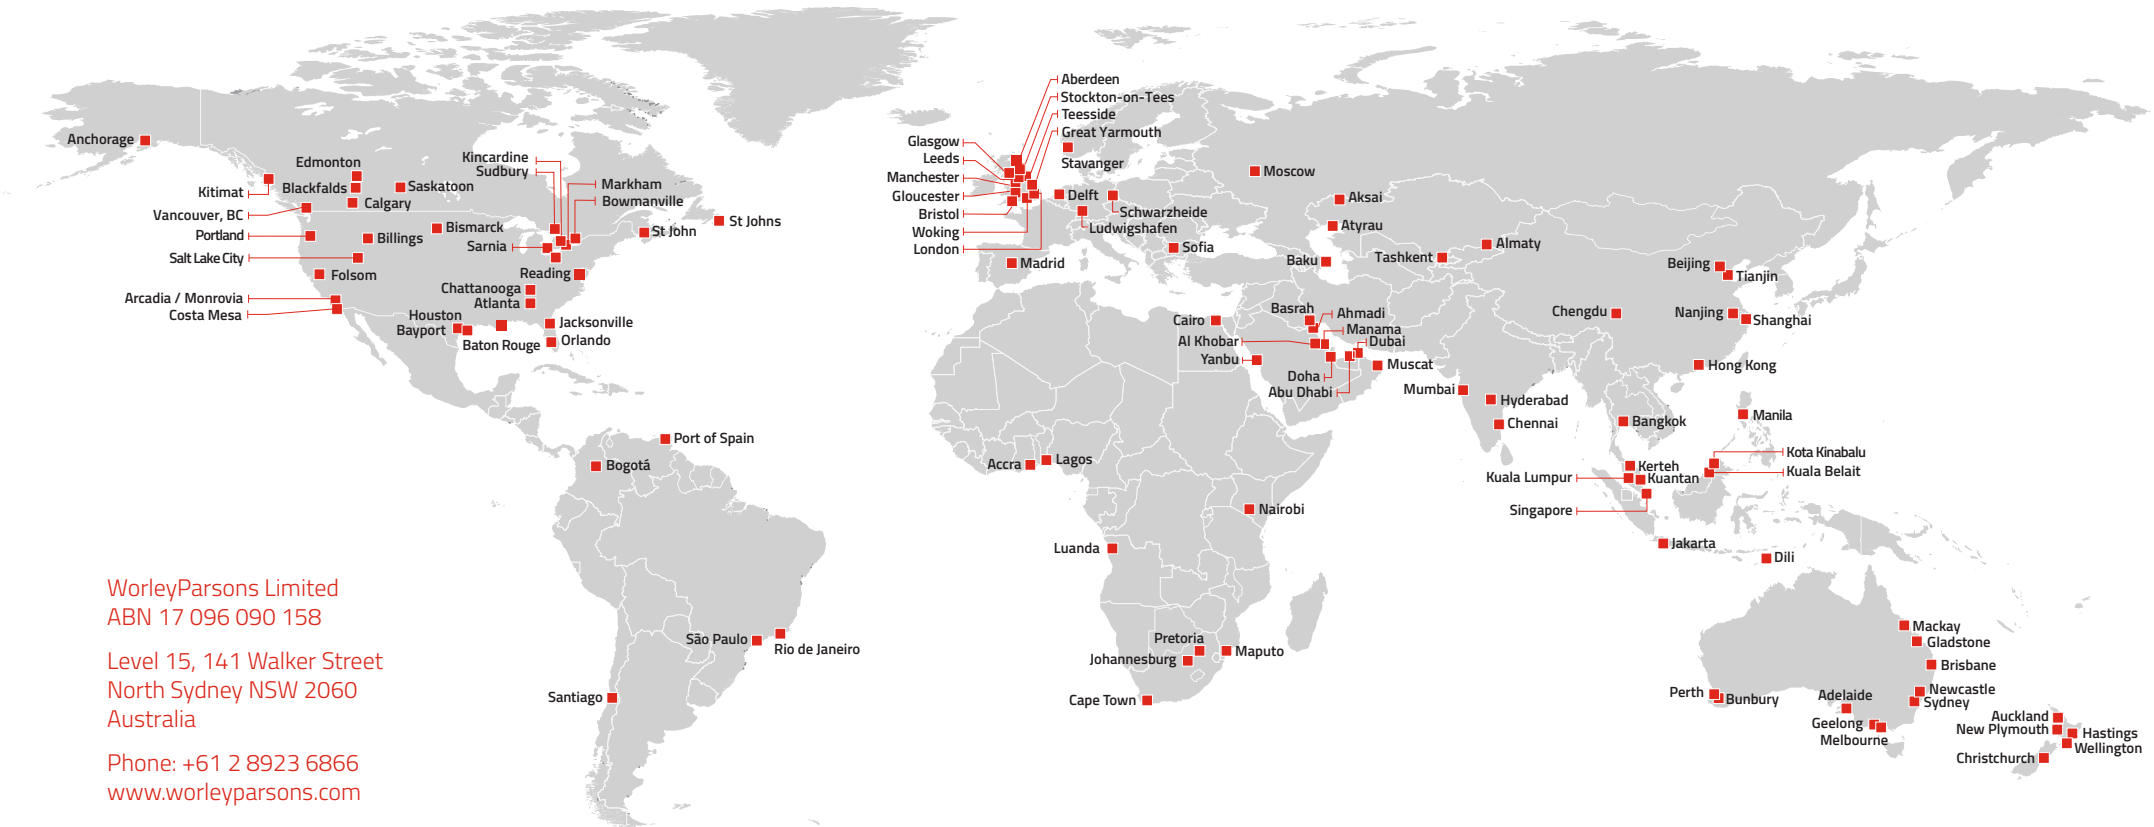 Anchorage
Kitimat
Vancouver, BC
Portland
Salt Lake City
Folsom
Arcadia / Monrovia
Costa Mesa
Edmonton
Blackfalds
Calgary
Saskatoon
Billings
Bismarck
Kincardine
Sudbury
Markham
Bowmanville
Sarnia
Reading
Chattanooga
Atlanta
Houston
Bayport
Baton Rouge
Jacksonville
Orlando
St John
St Johns
Port of Spain
Bogotá
São Paulo
Rio de Janeiro
Santiago
Aberdeen
Stockton-on-Tees
Teesside
Great Yarmouth
Glasgow
Leeds
Manchester
Gloucester
Bristol
Woking
London
Stavanger
Delft
Schwarzheide
Ludwigshafen
Sofia
Madrid
Moscow
Aksai
Atyrau
Baku
Tashkent
Almaty
Cairo
Basrah
Ahmadi
Manama
Al Khobar
Dubai
Yanbu
Doha
Abu Dhabi
Muscat
Accra
Lagos
Nairobi
Luanda
Pretoria
Johannesburg
Maputo
Cape Town
Mumbai
Hyderabad
Chennai
Beijing
Tianjin
Chengdu
Nanjing
Shanghai
Hong Kong
Bangkok
Manila
Kota Kinabalu
Kuala Belait
Kerteh
Kuala Lumpur
Kuantan
Singapore
Jakarta
Dili
Mackay
Gladstone
Brisbane
Newcastle
Sydney
Perth
Bunbury
Adelaide
Geelong
Melbourne
Auckland
New Plymouth
Hastings
Wellington
Christchurch
WorleyParsons Limited
ABN 17 096 090 158
Level 15, 141 Walker Street
North Sydney NSW 2060
Australia
Phone: +61 2 8923 6866
www.worleyparsons.com